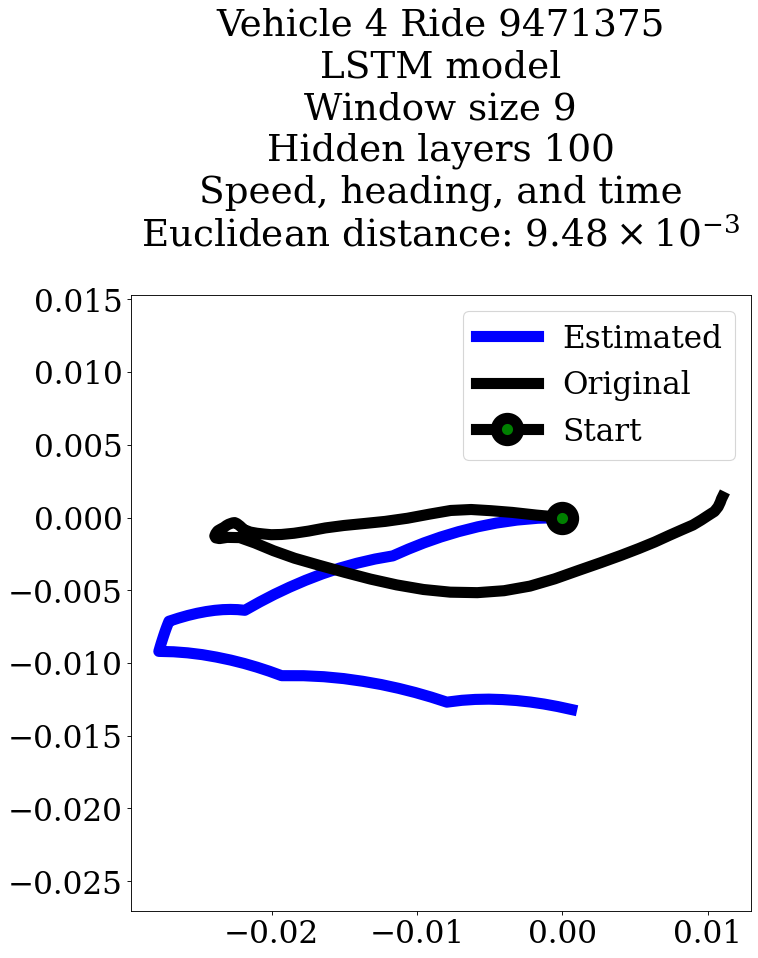 Vehicle 4 Ride 9471375
LSTM model
Window size 9
Hidden layers 100
Speed, heading, and time
Euclidean distance: 9.48 × 10⁻³
0.015
0.010
0.005
0.000
−0.005
−0.010
−0.015
−0.020
−0.025
Estimated
Original
Start
−0.02 −0.01 0.00 0.01